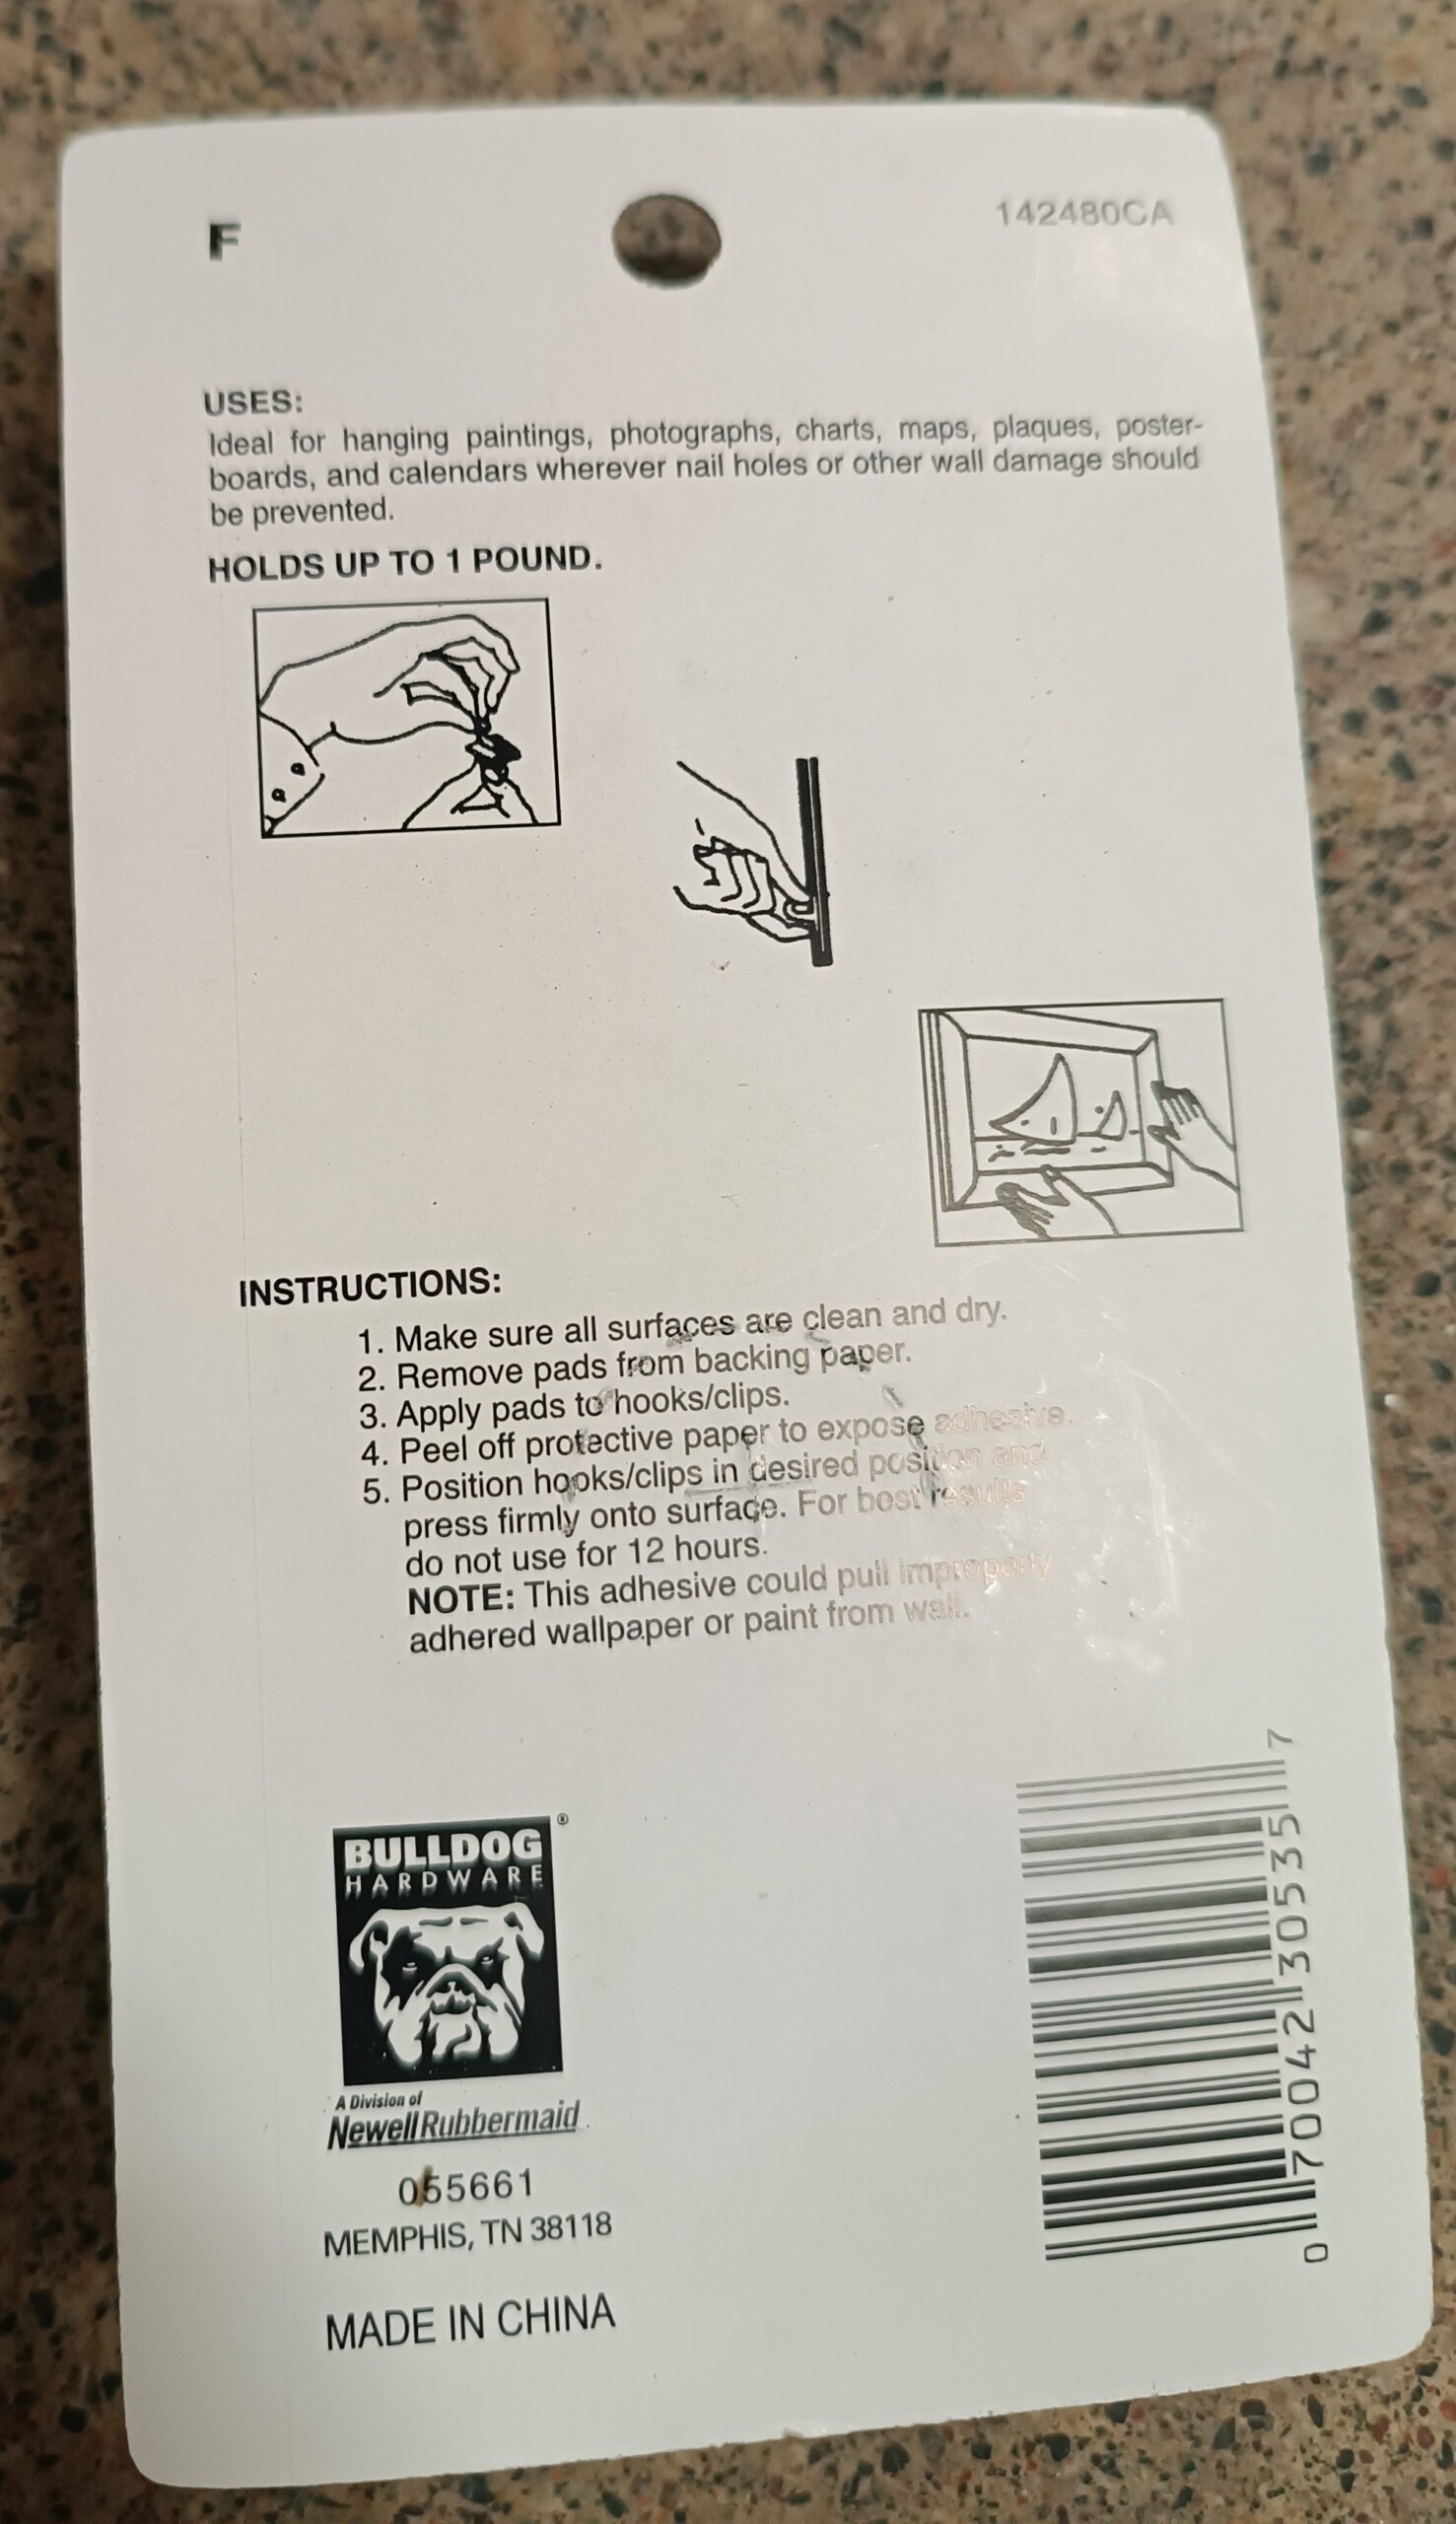 F
142480CA
USES:
Ideal for hanging paintings, photographs, charts, maps, plaques, poster-
boards, and calendars wherever nail holes or other wall damage should
be prevented.
HOLDS UP TO 1 POUND.
INSTRUCTIONS:
1. Make sure all surfaces are clean and dry.
2. Remove pads from backing paper.
3. Apply pads to hooks/clips.
4. Peel off protective paper to expose adhesive.
5. Position hooks/clips in desired position and
press firmly onto surface. For best results
do not use for 12 hours.
NOTE: This adhesive could pull improperly
adhered wallpaper or paint from wall.
BULLDOG ®
HARDWARE
A Division of
NewellRubbermaid
055661
MEMPHIS, TN 38118
MADE IN CHINA
0 70042 30535 7